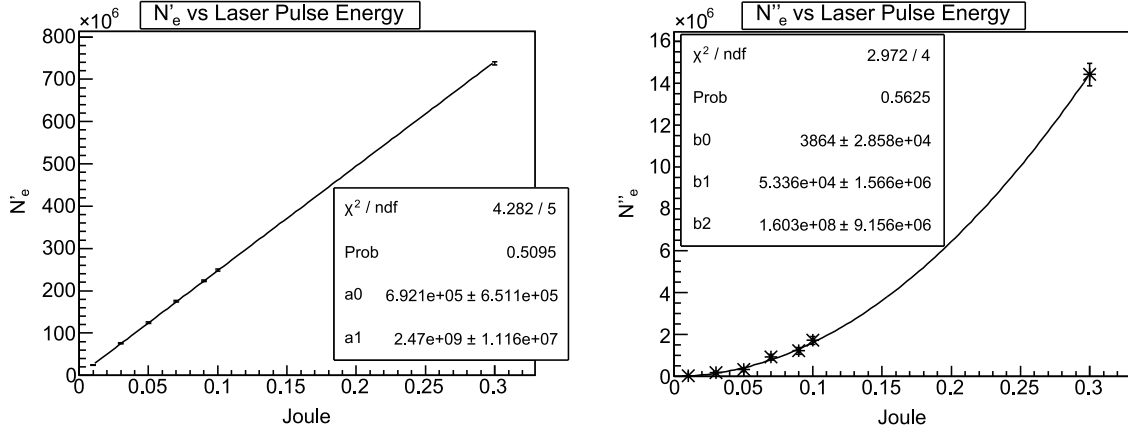 N'e vs Laser Pulse Energy
×10⁶
800
700
600
500
400
300
200
100
0
N'e
χ² / ndf 4.282 / 5
Prob 0.5095
a0 6.921e+05 ± 6.511e+05
a1 2.47e+09 ± 1.116e+07
0 0.05 0.1 0.15 0.2 0.25 0.3
Joule
N''e vs Laser Pulse Energy
×10⁶
16
14
12
10
8
6
4
2
0
N''e
χ² / ndf 2.972 / 4
Prob 0.5625
b0 3864 ± 2.858e+04
b1 5.336e+04 ± 1.566e+06
b2 1.603e+08 ± 9.156e+06
0 0.05 0.1 0.15 0.2 0.25 0.3
Joule